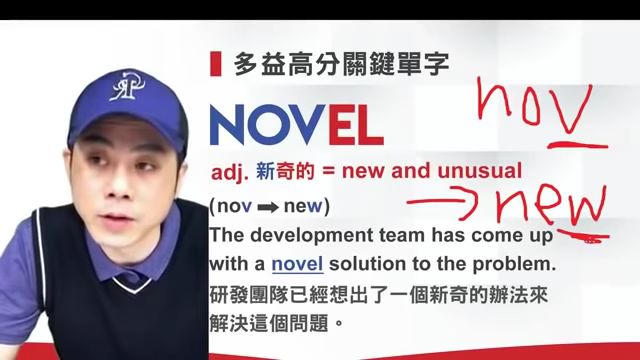 多益高分關鍵單字
NOVEL
adj. 新奇的 = new and unusual
(nov ➡ new)
The development team has come up
with a novel solution to the problem.
研發團隊已經想出了一個新奇的辦法來
解決這個問題。
nov
→ new